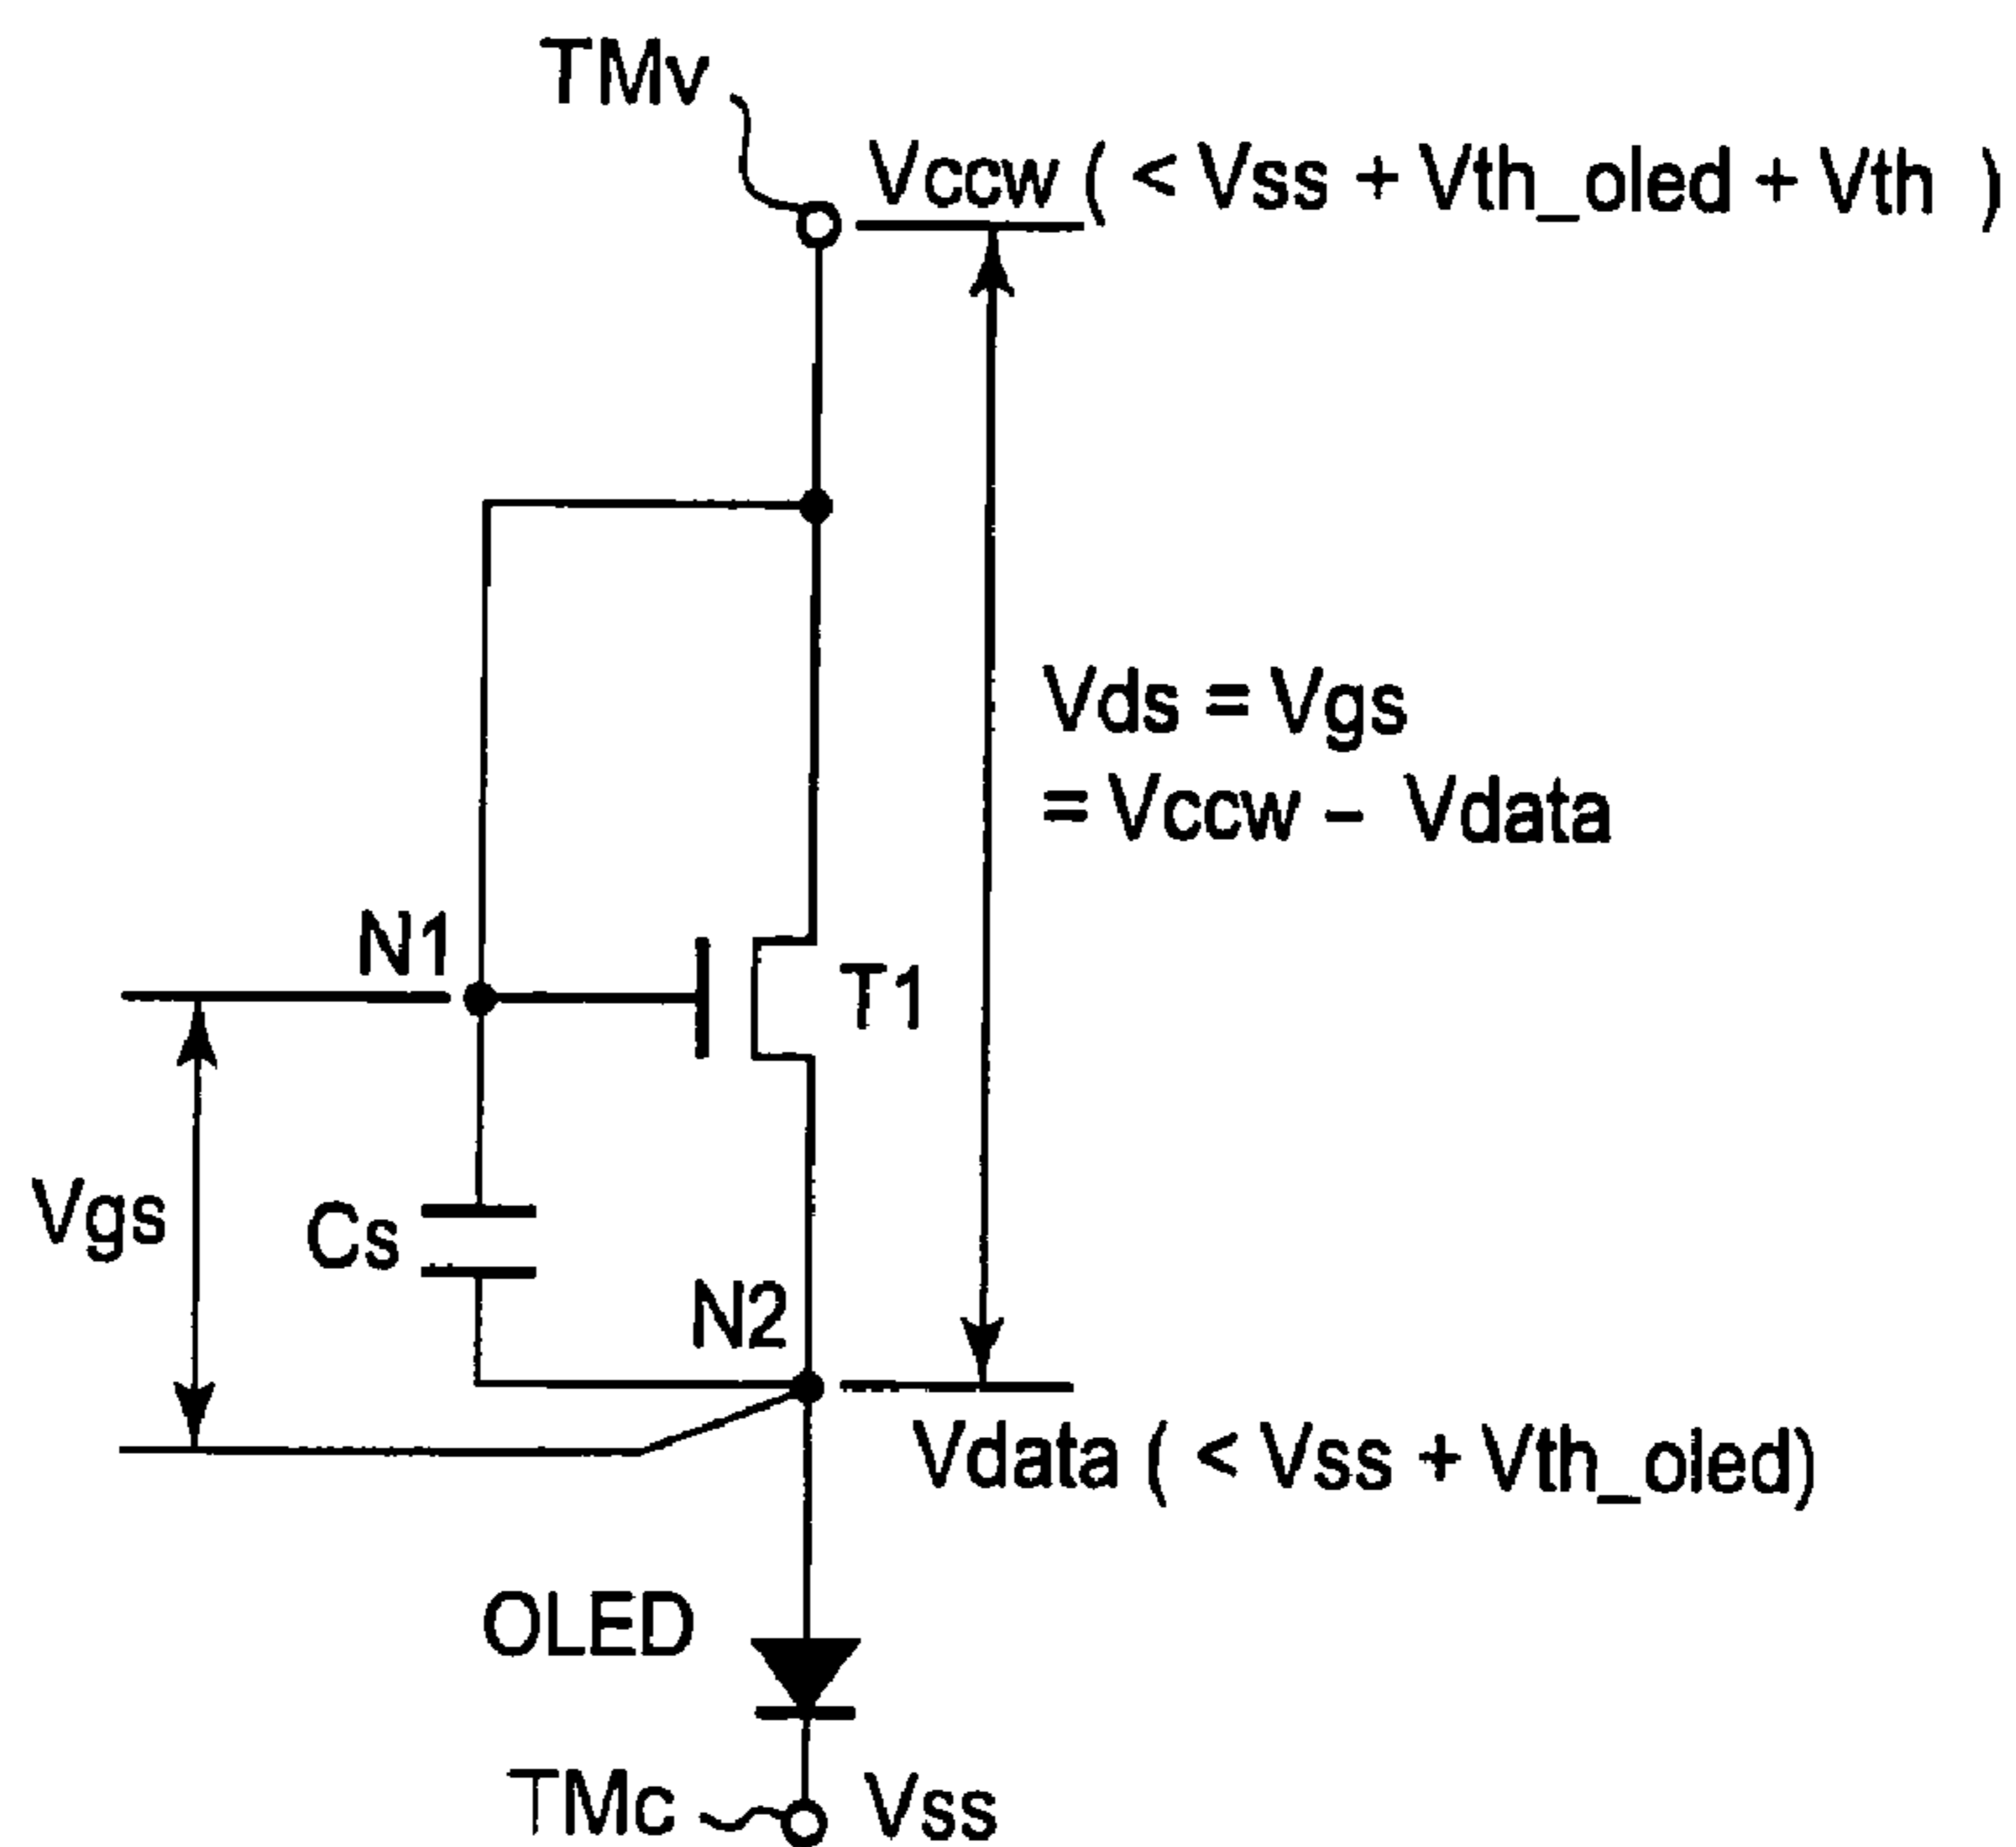 TMv
Vccw ( < Vss + Vth_oled + Vth )
Vds = Vgs
= Vccw – Vdata
N1
T1
Vgs
Cs
N2
Vdata ( < Vss + Vth_oled)
OLED
TMc
Vss